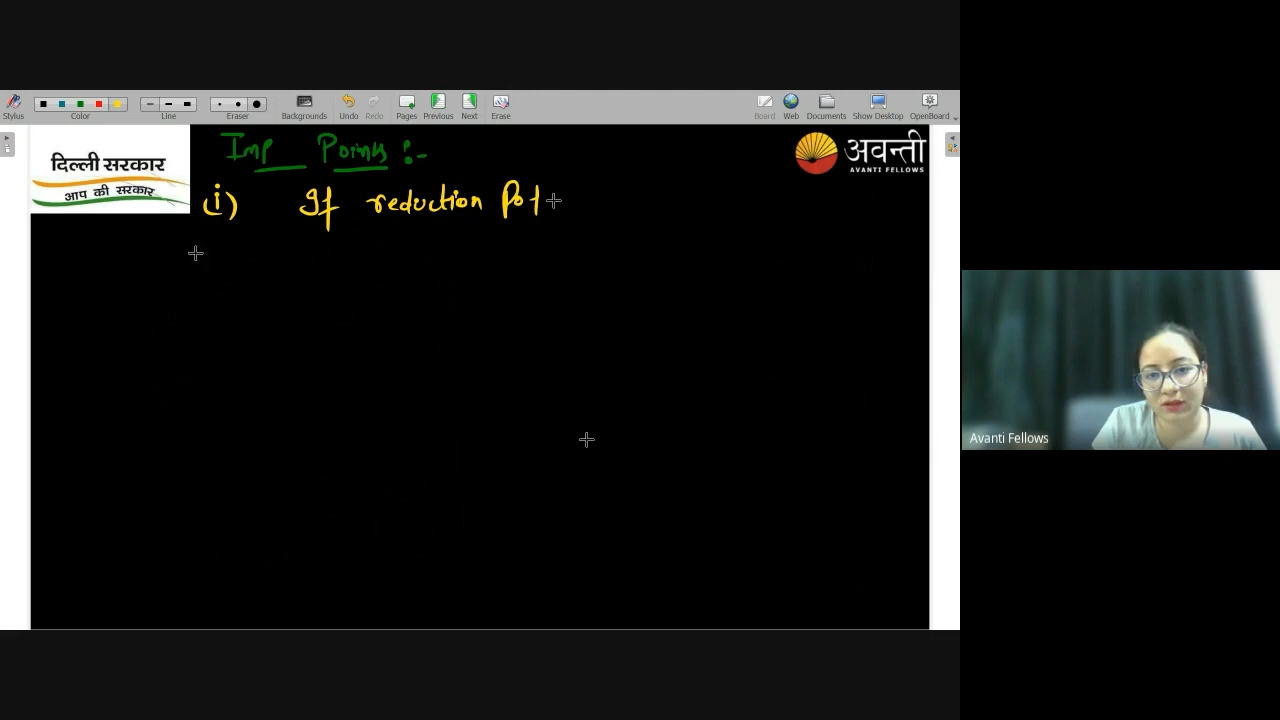 Stylus Color Line Eraser Backgrounds Undo Redo Pages Previous Next Erase Board Web Documents Show Desktop OpenBoard
दिल्ली सरकार
आप की सरकार
Imp Points :-
अवन्ती
AVANTI FELLOWS
(i) If reduction Pot
Avanti Fellows